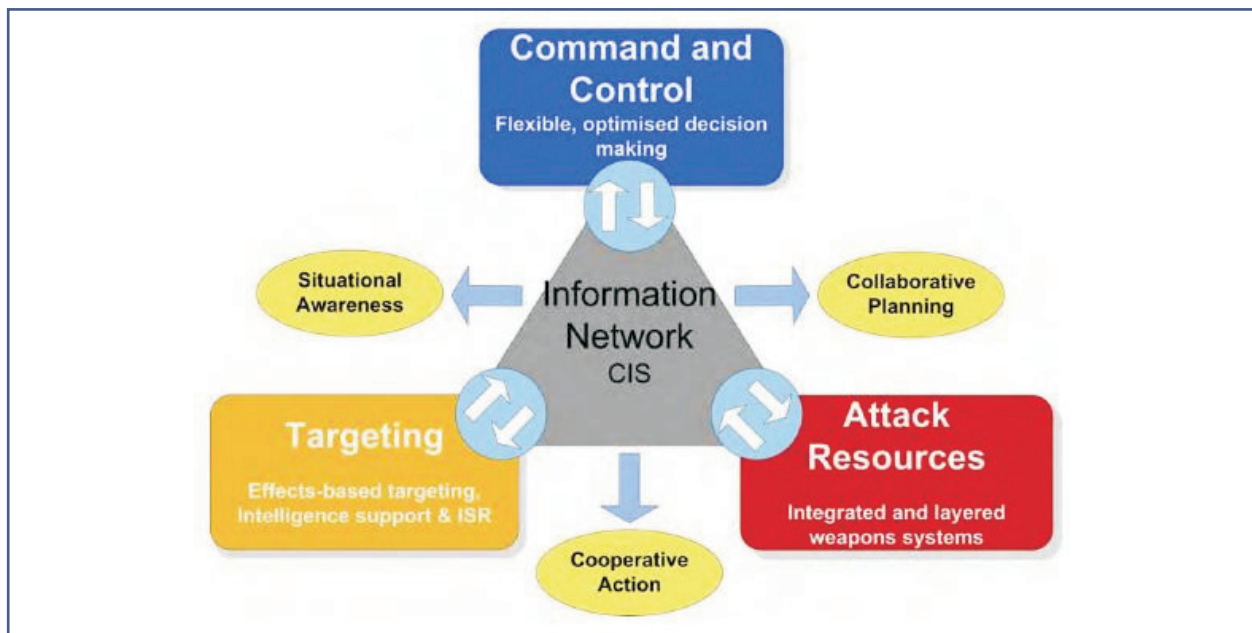 Command and
Control
Flexible, optimised decision
making
Situational
Awareness
Information
Network
CIS
Collaborative
Planning
Targeting
Effects-based targeting,
Intelligence support & ISR
Attack
Resources
Integrated and layered
weapons systems
Cooperative
Action